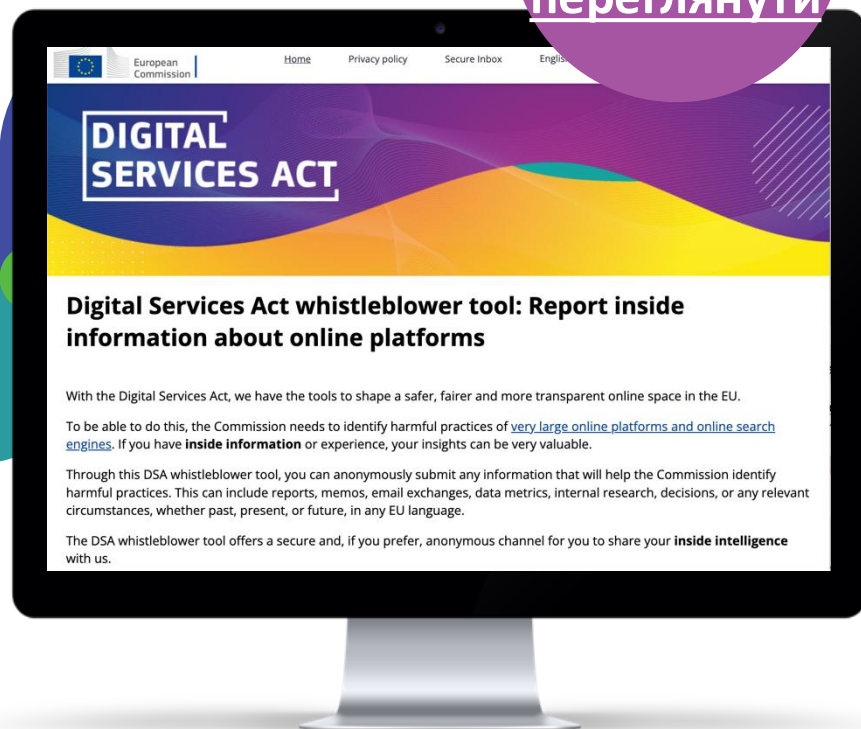 переглянути
European
Commission
Home Privacy policy Secure Inbox English
DIGITAL
SERVICES ACT
Digital Services Act whistleblower tool: Report inside
information about online platforms
With the Digital Services Act, we have the tools to shape a safer, fairer and more transparent online space in the EU.
To be able to do this, the Commission needs to identify harmful practices of very large online platforms and online search
engines. If you have inside information or experience, your insights can be very valuable.
Through this DSA whistleblower tool, you can anonymously submit any information that will help the Commission identify
harmful practices. This can include reports, memos, email exchanges, data metrics, internal research, decisions, or any relevant
circumstances, whether past, present, or future, in any EU language.
The DSA whistleblower tool offers a secure and, if you prefer, anonymous channel for you to share your inside intelligence
with us.